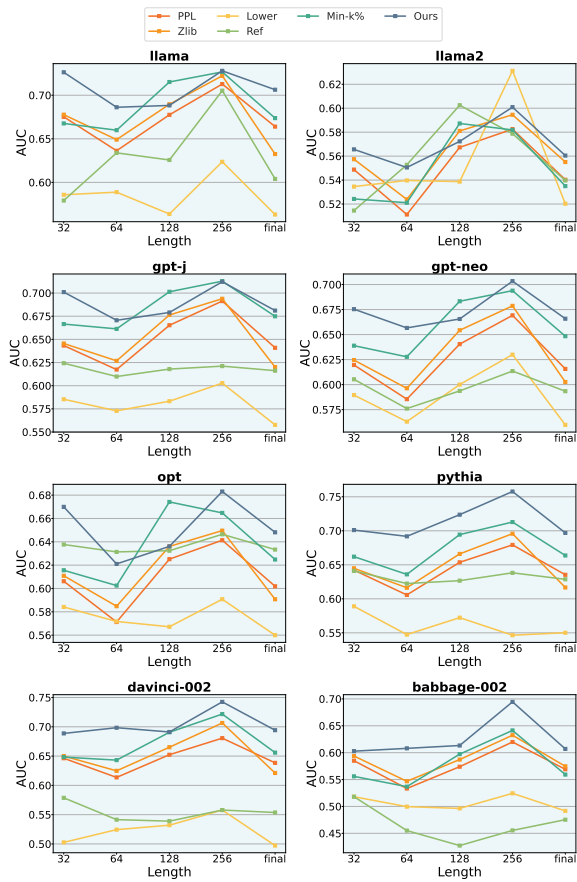 PPL Lower Min-k% Ours
Zlib Ref
llama
AUC
0.70
0.65
0.60
32 64 128 256 final
Length
llama2
AUC
0.62
0.60
0.58
0.56
0.54
0.52
32 64 128 256 final
Length
gpt-j
AUC
0.700
0.675
0.650
0.625
0.600
0.575
0.550
32 64 128 256 final
Length
gpt-neo
AUC
0.700
0.675
0.650
0.625
0.600
0.575
32 64 128 256 final
Length
opt
AUC
0.68
0.66
0.64
0.62
0.60
0.58
0.56
32 64 128 256 final
Length
pythia
AUC
0.75
0.70
0.65
0.60
0.55
32 64 128 256 final
Length
davinci-002
AUC
0.75
0.70
0.65
0.60
0.55
0.50
32 64 128 256 final
Length
babbage-002
AUC
0.70
0.65
0.60
0.55
0.50
0.45
32 64 128 256 final
Length